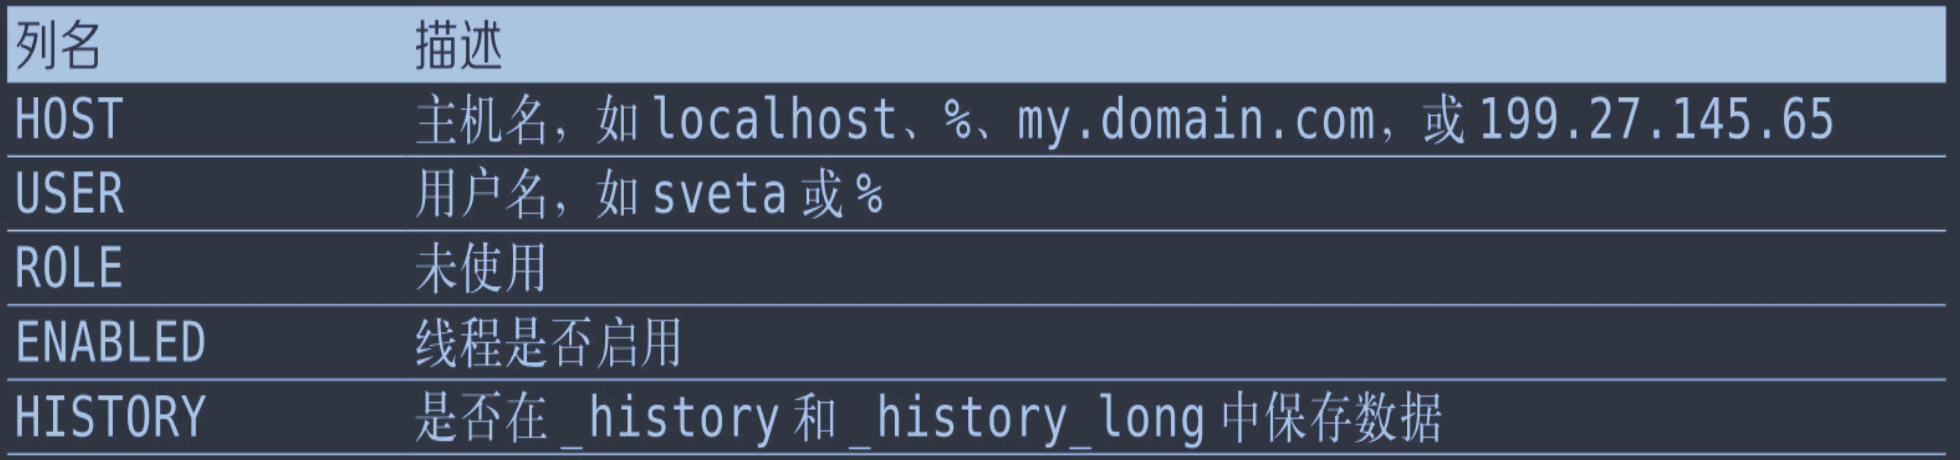 列名 描述
HOST 主机名，如 localhost、%、my.domain.com，或 199.27.145.65
USER 用户名，如 sveta 或 %
ROLE 未使用
ENABLED 线程是否启用
HISTORY 是否在 _history 和 _history_long 中保存数据